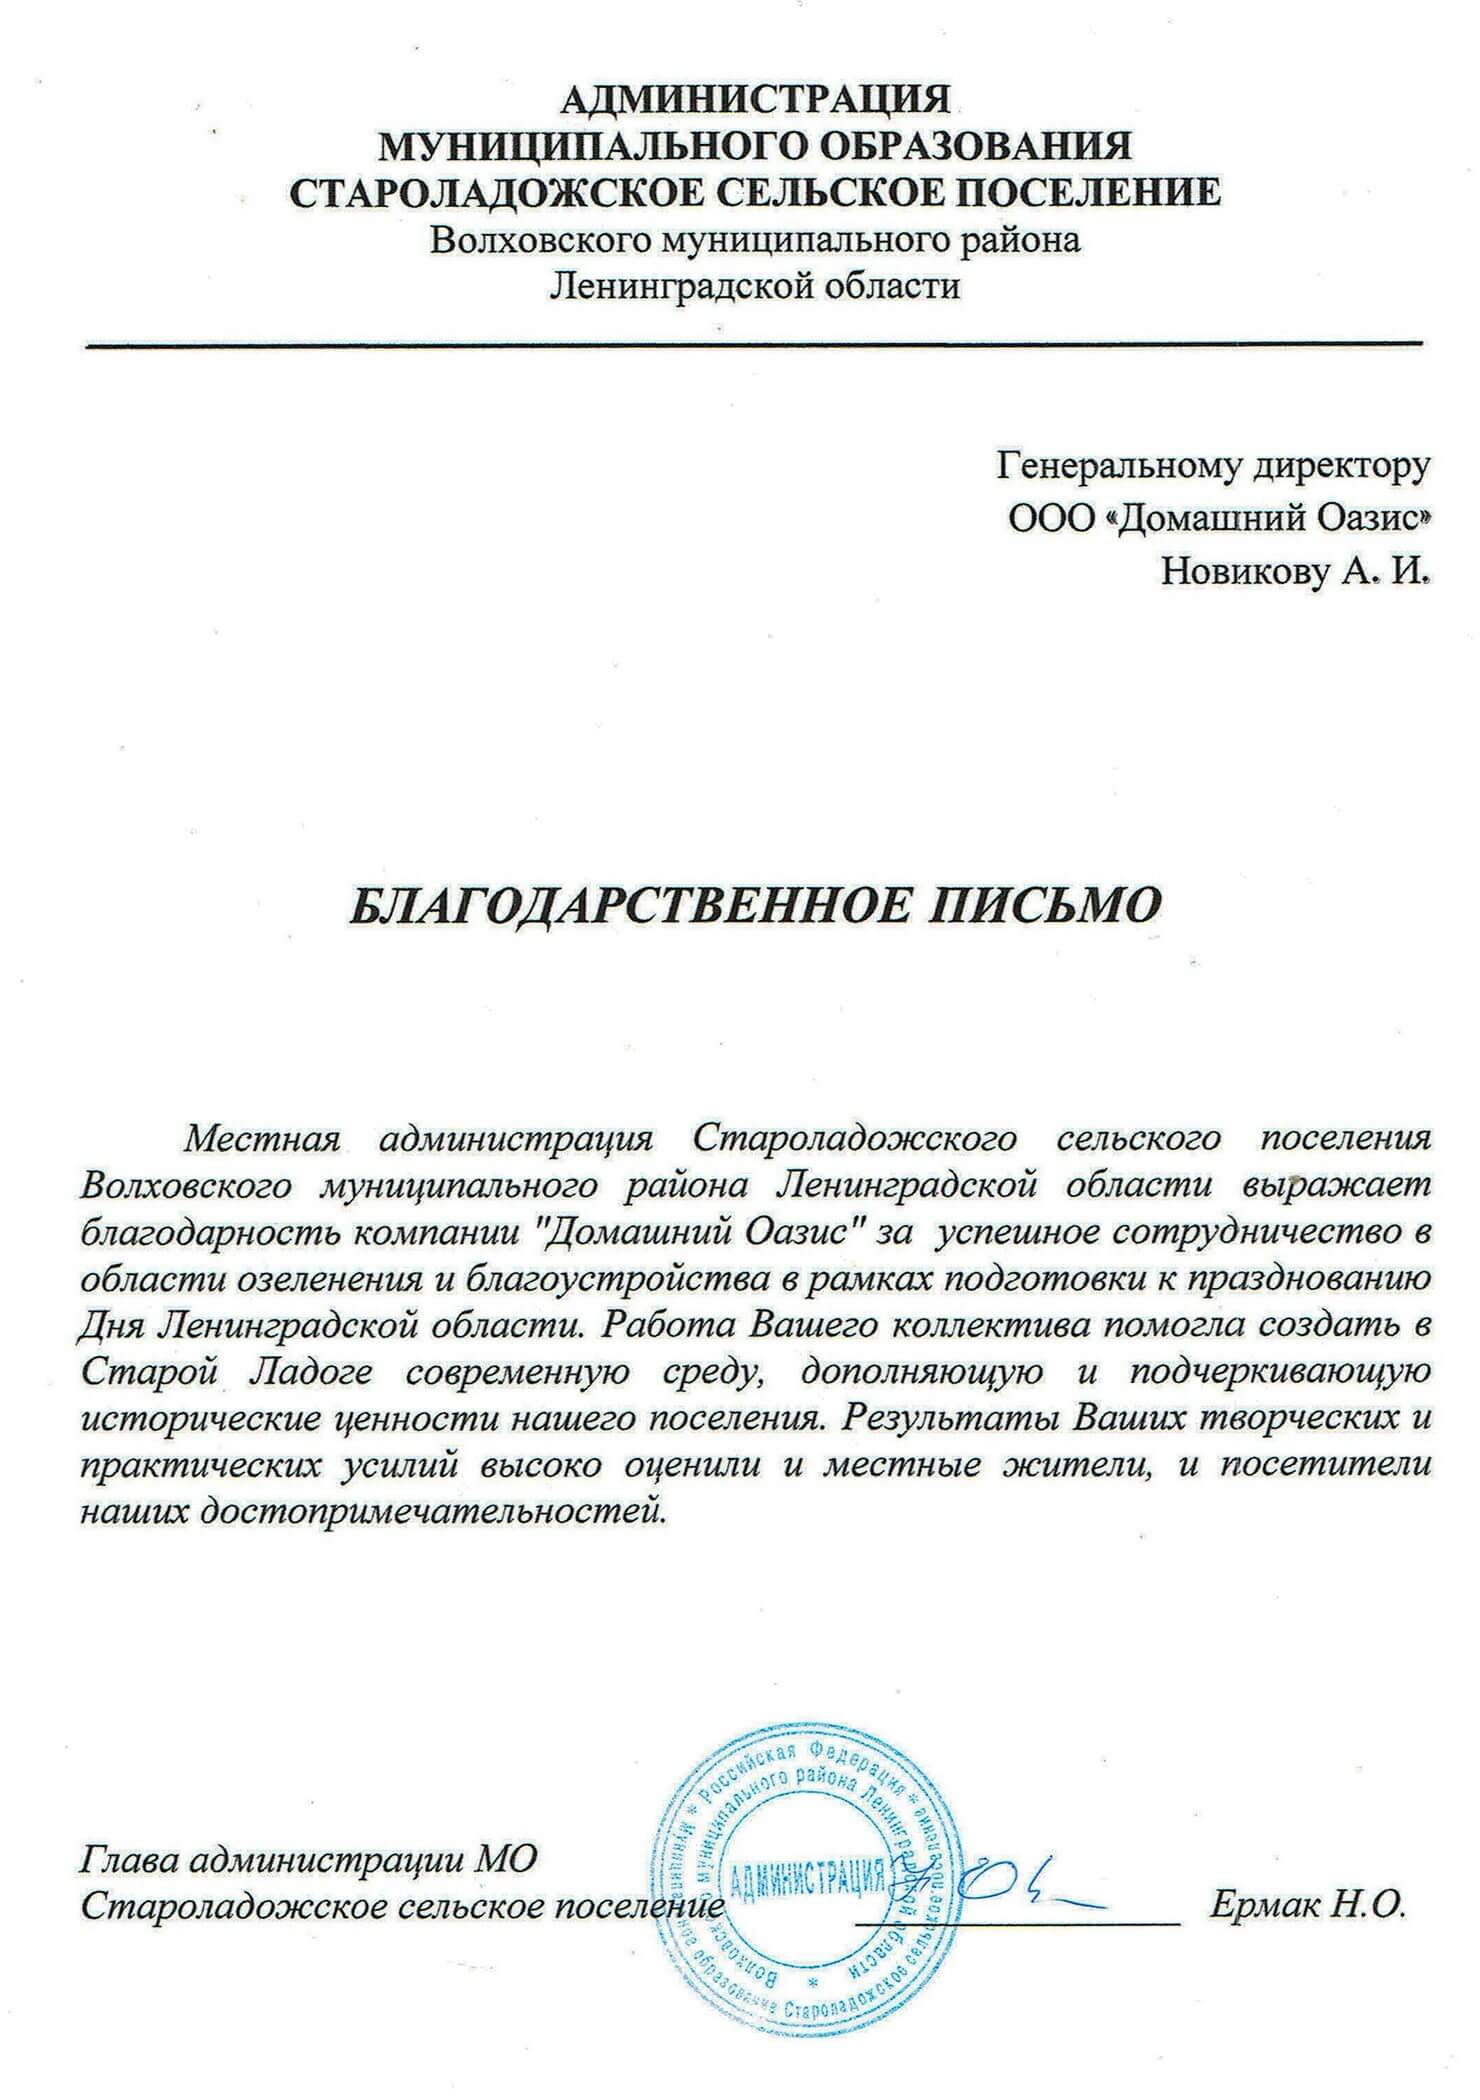 АДМИНИСТРАЦИЯ
МУНИЦИПАЛЬНОГО ОБРАЗОВАНИЯ
СТАРОЛАДОЖСКОЕ СЕЛЬСКОЕ ПОСЕЛЕНИЕ
Волховского муниципального района
Ленинградской области
Генеральному директору
ООО «Домашний Оазис»
Новикову А. И.
БЛАГОДАРСТВЕННОЕ ПИСЬМО
Местная администрация Староладожского сельского поселения
Волховского муниципального района Ленинградской области выражает
благодарность компании "Домашний Оазис" за успешное сотрудничество в
области озеленения и благоустройства в рамках подготовки к празднованию
Дня Ленинградской области. Работа Вашего коллектива помогла создать в
Старой Ладоге современную среду, дополняющую и подчеркивающую
исторические ценности нашего поселения. Результаты Ваших творческих и
практических усилий высоко оценили и местные жители, и посетители
наших достопримечательностей.
Глава администрации МО
Староладожское сельское поселение Ермак Н.О.
* Российская Федерация * Муниципальное образование Староладожское сельское поселение
Волховского муниципального района Ленинградской области *
АДМИНИСТРАЦИЯ